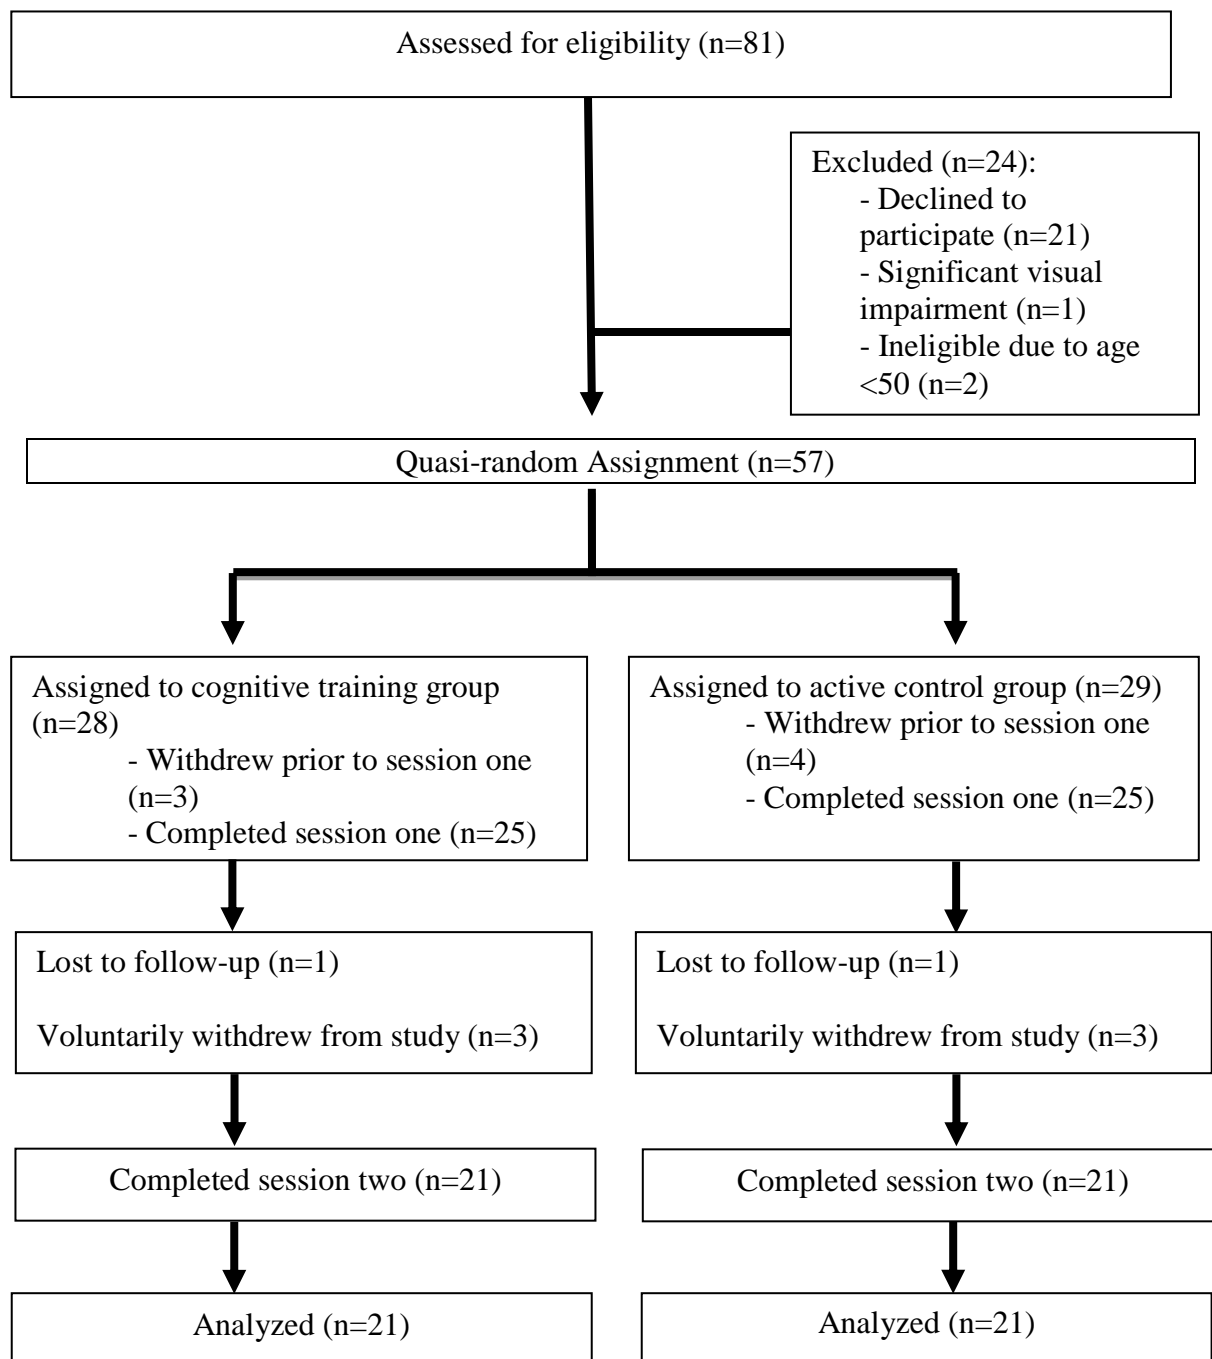 Assessed for eligibility (n=81)
Excluded (n=24):
- Declined to
participate (n=21)
- Significant visual
impairment (n=1)
- Ineligible due to age
<50 (n=2)
Quasi-random Assignment (n=57)
Assigned to cognitive training group
(n=28)
- Withdrew prior to session one
(n=3)
- Completed session one (n=25)
Assigned to active control group (n=29)
- Withdrew prior to session one
(n=4)
- Completed session one (n=25)
Lost to follow-up (n=1)
Voluntarily withdrew from study (n=3)
Lost to follow-up (n=1)
Voluntarily withdrew from study (n=3)
Completed session two (n=21)
Completed session two (n=21)
Analyzed (n=21)
Analyzed (n=21)